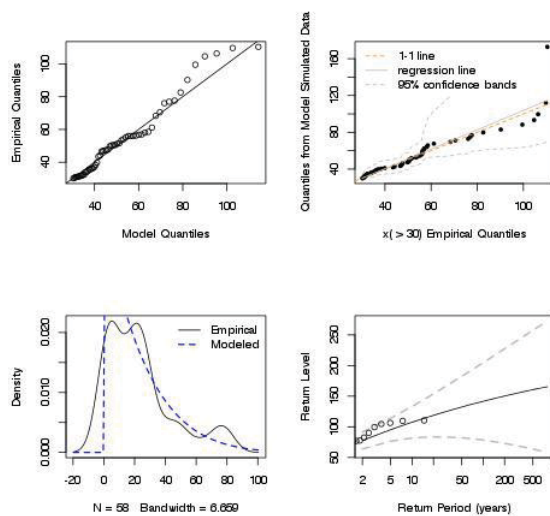 Empirical Quantiles
100
80
60
40
40 60 80 100
Model Quantiles
Quantiles from Model Simulated Data
160
120
80
40
1-1 line
regression line
95% confidence bands
40 60 80 100
x( > 30) Empirical Quantiles
Density
0.020
0.010
0.000
Empirical
Modeled
-20 0 20 40 60 80 100
N = 58 Bandwidth = 6.659
Return Level
250
200
150
100
50
2 5 10 20 50 200 500
Return Period (years)